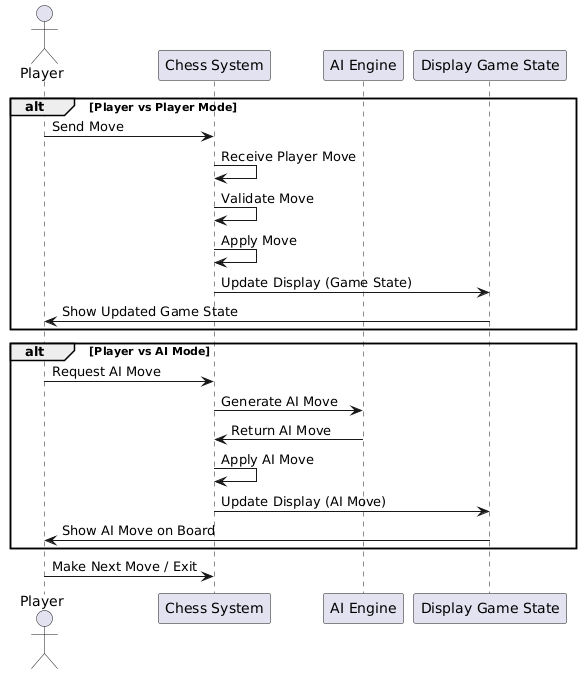 Player
Chess System
AI Engine
Display Game State
alt
[Player vs Player Mode]
Send Move
Receive Player Move
Validate Move
Apply Move
Update Display (Game State)
Show Updated Game State
alt
[Player vs AI Mode]
Request AI Move
Generate AI Move
Return AI Move
Apply AI Move
Update Display (AI Move)
Show AI Move on Board
Make Next Move / Exit
Player
Chess System
AI Engine
Display Game State